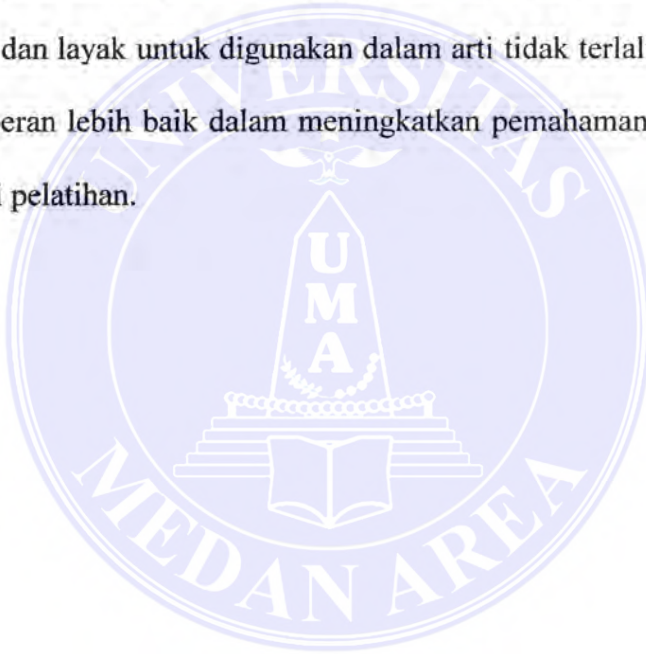 dan layak untuk digunakan dalam arti tidak terlal
eran lebih baik dalam meningkatkan pemahaman
pelatihan.
UNIVERSITAS
UMA
MEDAN AREA